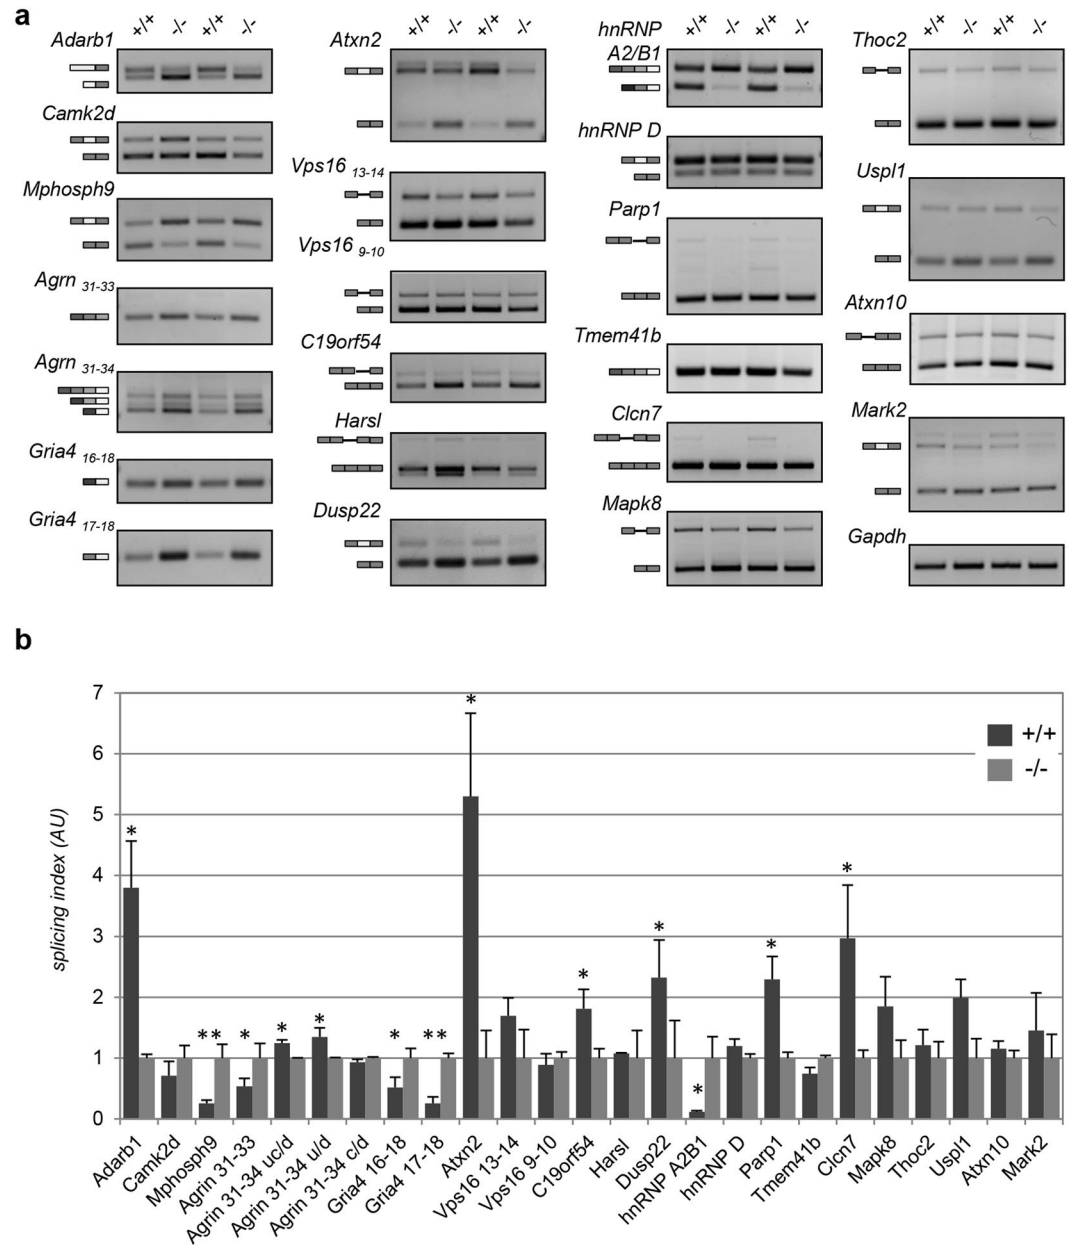 a
+/+ -/- +/+ -/-
Adarb1
Camk2d
Mphosph9
Agrn 31-33
Agrn 31-34
Gria4 16-18
Gria4 17-18
+/+ -/- +/+ -/-
Atxn2
Vps16 13-14
Vps16 9-10
C19orf54
Harsl
Dusp22
+/+ -/- +/+ -/-
hnRNP
A2/B1
hnRNP D
Parp1
Tmem41b
Clcn7
Mapk8
+/+ -/- +/+ -/-
Thoc2
Uspl1
Atxn10
Mark2
Gapdh
b
splicing index (AU)
7
6
5
4
3
2
1
0
* ** * * * * ** * * * * * *
+/+
-/-
Adarb1
Camk2d
Mphosph9
Agrin 31-33
Agrin 31-34 uc/d
Agrin 31-34 u/d
Agrin 31-34 c/d
Gria4 16-18
Gria4 17-18
Atxn2
Vps16 13-14
Vps16 9-10
C19orf54
Harsl
Dusp22
hnRNP A2B1
hnRNP D
Parp1
Tmem41b
Clcn7
Mapk8
Thoc2
Uspl1
Atxn10
Mark2